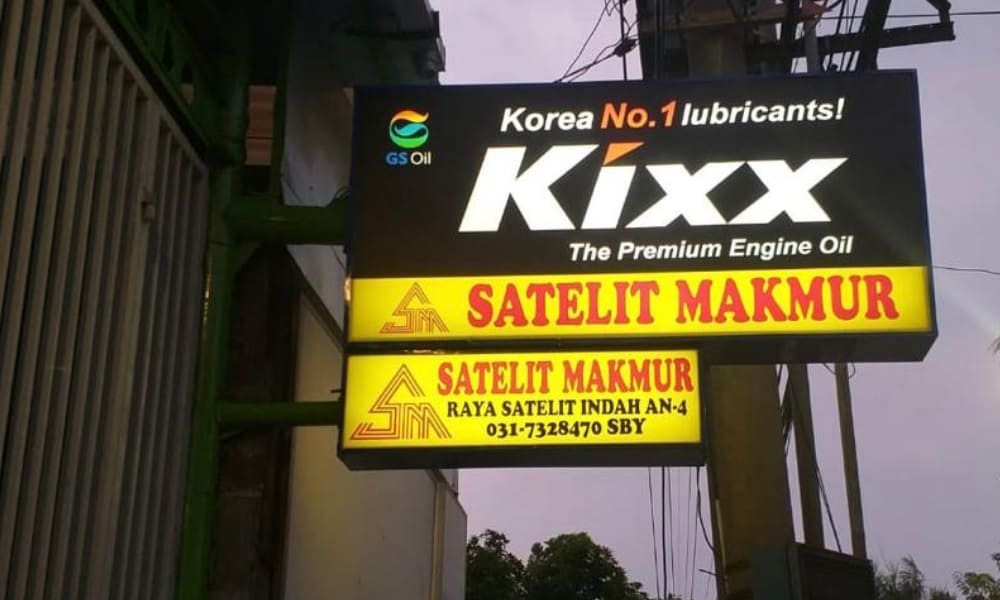 Korea No.1 lubricants!
GS Oil
Kixx
The Premium Engine Oil
SM SATELIT MAKMUR
SM SATELIT MAKMUR
RAYA SATELIT INDAH AN-4
031-7328470 SBY